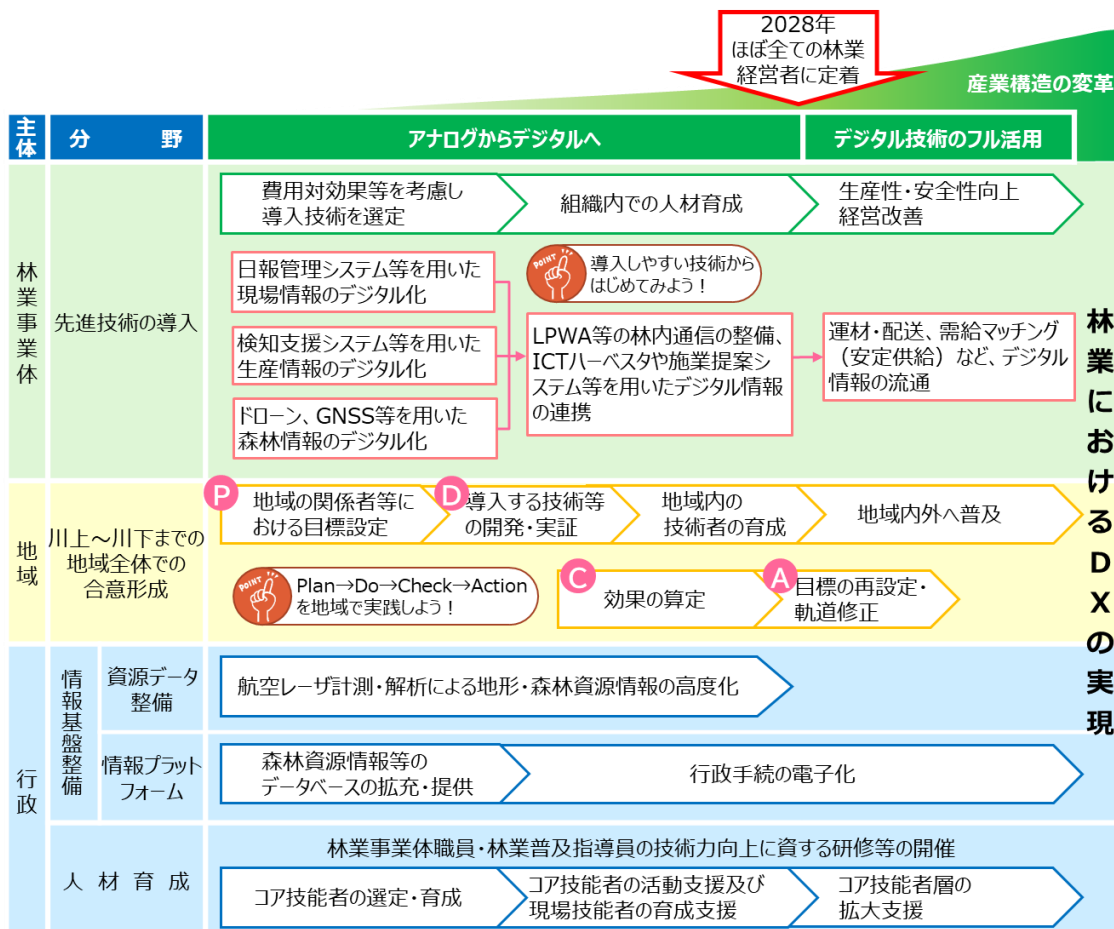 2028年
ほぼ全ての林業
経営者に定着
産業構造の変革
主体
分 野
アナログからデジタルへ
デジタル技術のフル活用
林業事業体
先進技術の導入
費用対効果等を考慮し
導入技術を選定
組織内での人材育成
生産性・安全性向上
経営改善
日報管理システム等を用いた
現場情報のデジタル化
POINT
導入しやすい技術から
はじめてみよう！
検知支援システム等を用いた
生産情報のデジタル化
LPWA等の林内通信の整備、
ICTハーベスタや施業提案シ
ステム等を用いたデジタル情報
の連携
運材・配送、需給マッチング
（安定供給）など、デジタル
情報の流通
ドローン、GNSS等を用いた
森林情報のデジタル化
地域
川上～川下までの
地域全体での
合意形成
P
地域の関係者等に
おける目標設定
D
導入する技術等
の開発・実証
地域内の
技術者の育成
地域内外へ普及
POINT
Plan→Do→Check→Action
を地域で実践しよう！
C
効果の算定
A
目標の再設定・
軌道修正
行政
情報基盤整備
資源データ
整備
航空レーザ計測・解析による地形・森林資源情報の高度化
情報プラット
フォーム
森林資源情報等の
データベースの拡充・提供
行政手続の電子化
人 材 育 成
林業事業体職員・林業普及指導員の技術力向上に資する研修等の開催
コア技能者の選定・育成
コア技能者の活動支援及び
現場技能者の育成支援
コア技能者層の
拡大支援
林業におけるDXの実現